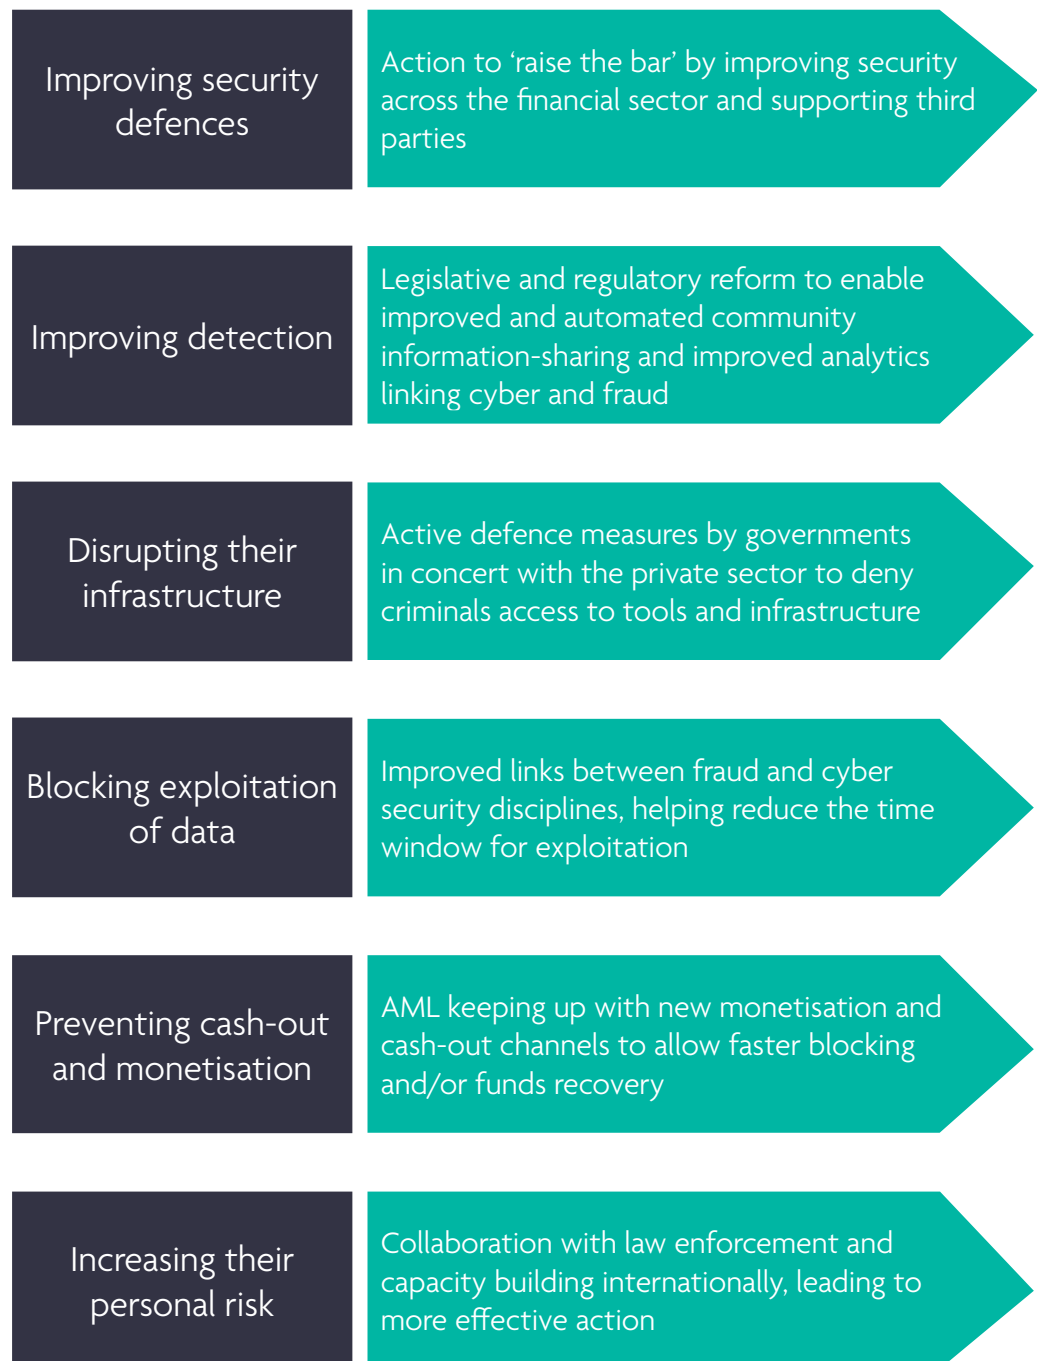 Improving security
defences
Action to ‘raise the bar’ by improving security
across the financial sector and supporting third
parties
Improving detection
Legislative and regulatory reform to enable
improved and automated community
information-sharing and improved analytics
linking cyber and fraud
Disrupting their
infrastructure
Active defence measures by governments
in concert with the private sector to deny
criminals access to tools and infrastructure
Blocking exploitation
of data
Improved links between fraud and cyber
security disciplines, helping reduce the time
window for exploitation
Preventing cash-out
and monetisation
AML keeping up with new monetisation and
cash-out channels to allow faster blocking
and/or funds recovery
Increasing their
personal risk
Collaboration with law enforcement and
capacity building internationally, leading to
more effective action